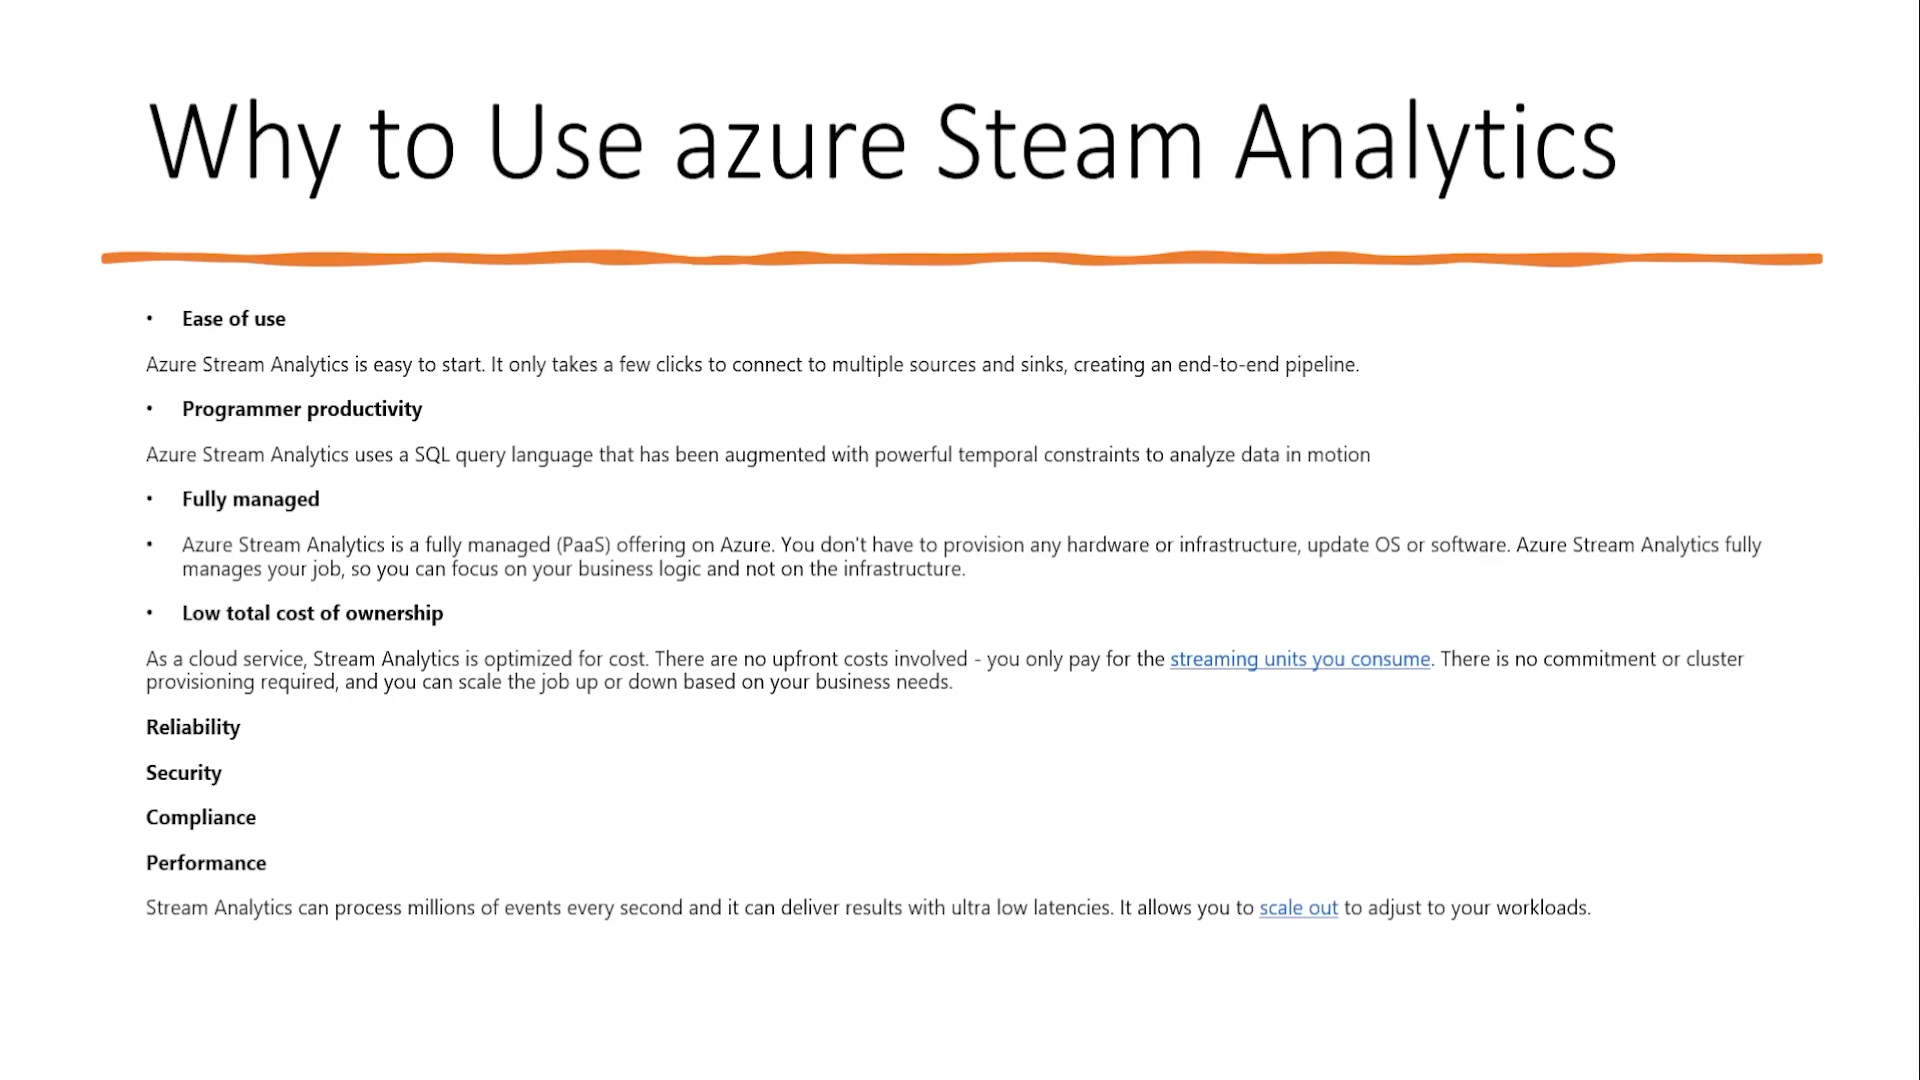 Why to Use azure Steam Analytics
• Ease of use
Azure Stream Analytics is easy to start. It only takes a few clicks to connect to multiple sources and sinks, creating an end-to-end pipeline.
• Programmer productivity
Azure Stream Analytics uses a SQL query language that has been augmented with powerful temporal constraints to analyze data in motion
• Fully managed
• Azure Stream Analytics is a fully managed (PaaS) offering on Azure. You don't have to provision any hardware or infrastructure, update OS or software. Azure Stream Analytics fully
manages your job, so you can focus on your business logic and not on the infrastructure.
• Low total cost of ownership
As a cloud service, Stream Analytics is optimized for cost. There are no upfront costs involved - you only pay for the streaming units you consume. There is no commitment or cluster
provisioning required, and you can scale the job up or down based on your business needs.
Reliability
Security
Compliance
Performance
Stream Analytics can process millions of events every second and it can deliver results with ultra low latencies. It allows you to scale out to adjust to your workloads.